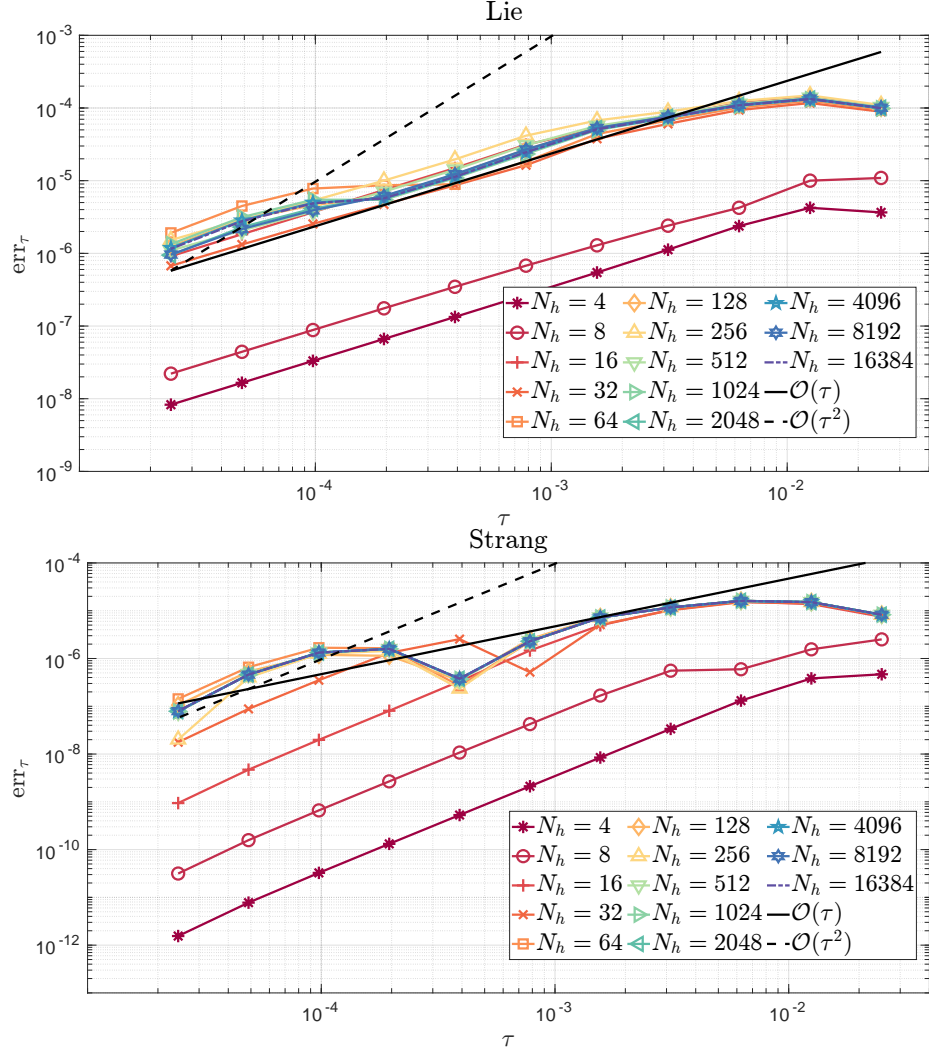 Lie
10^-3
10^-4
10^-5
10^-6
10^-7
10^-8
10^-9
err_τ
N_h = 4 N_h = 128 N_h = 4096
N_h = 8 N_h = 256 N_h = 8192
N_h = 16 N_h = 512 N_h = 16384
N_h = 32 N_h = 1024 O(τ)
N_h = 64 N_h = 2048 O(τ^2)
10^-4 10^-3 10^-2
τ
Strang
10^-4
10^-6
10^-8
10^-10
10^-12
err_τ
N_h = 4 N_h = 128 N_h = 4096
N_h = 8 N_h = 256 N_h = 8192
N_h = 16 N_h = 512 N_h = 16384
N_h = 32 N_h = 1024 O(τ)
N_h = 64 N_h = 2048 O(τ^2)
10^-4 10^-3 10^-2
τ